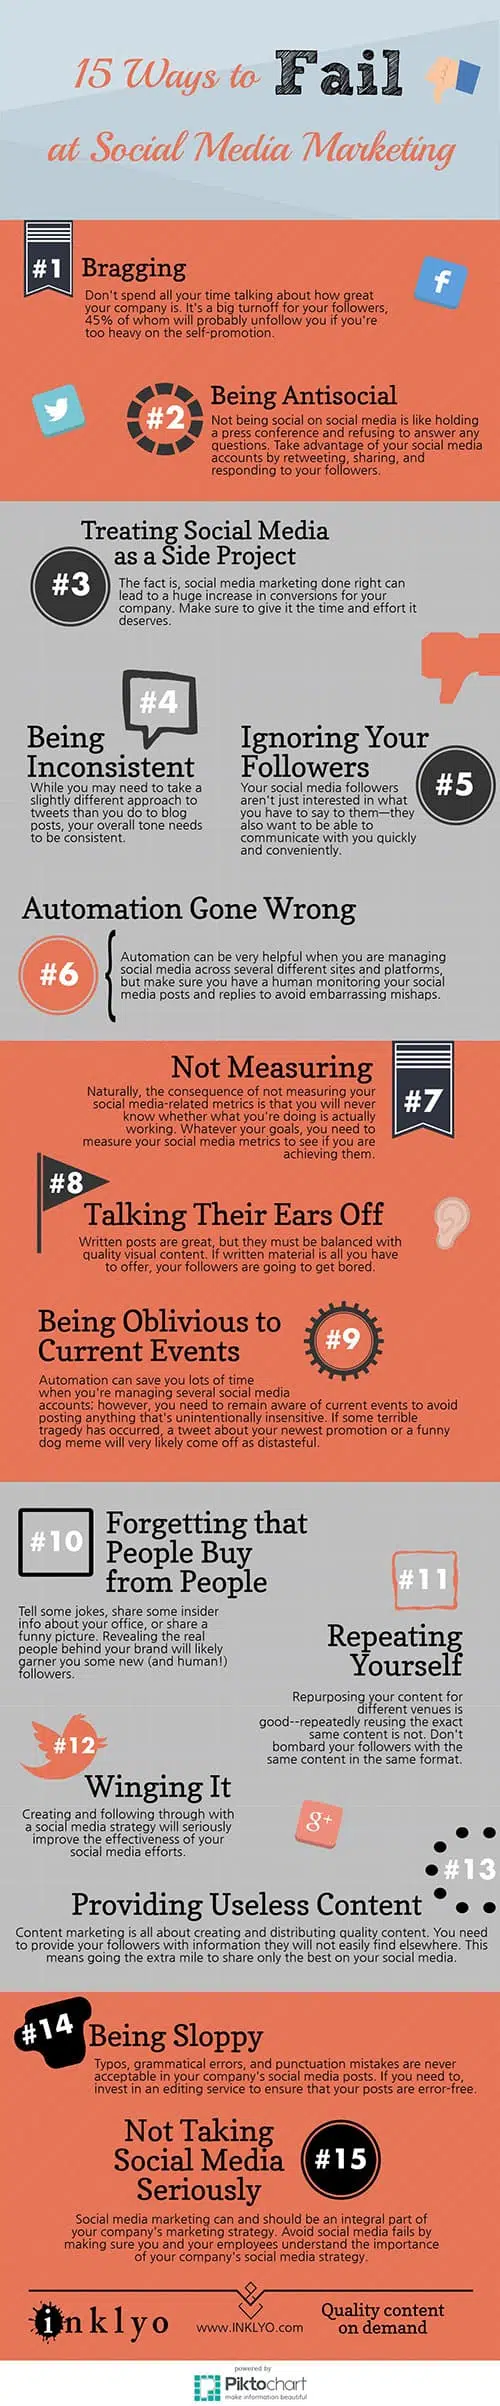 15 Ways to Fail
at Social Media Marketing
#1
Bragging
Don't spend all your time talking about how great
your company is. It's a big turnoff for your followers,
45% of whom will probably unfollow you if you're
too heavy on the self-promotion.
#2
Being Antisocial
Not being social on social media is like holding
a press conference and refusing to answer any
questions. Take advantage of your social media
accounts by retweeting, sharing, and
responding to your followers.
Treating Social Media
as a Side Project
#3
The fact is, social media marketing done right can
lead to a huge increase in conversions for your
company. Make sure to give it the time and effort it
deserves.
#4
Being
Inconsistent
While you may need to take a
slightly different approach to
tweets than you do to blog
posts, your overall tone needs
to be consistent.
Ignoring Your
Followers
#5
Your social media followers
aren't just interested in what
you have to say to them—they
also want to be able to
communicate with you quickly
and conveniently.
Automation Gone Wrong
#6
Automation can be very helpful when you are managing
social media across several different sites and platforms,
but make sure you have a human monitoring your social
media posts and replies to avoid embarrassing mishaps.
Not Measuring
#7
Naturally, the consequence of not measuring your
social media-related metrics is that you will never
know whether what you're doing is actually
working. Whatever your goals, you need to
measure your social media metrics to see if you are
achieving them.
#8
Talking Their Ears Off
Written posts are great, but they must be balanced with
quality visual content. If written material is all you have
to offer, your followers are going to get bored.
Being Oblivious to
Current Events
#9
Automation can save you lots of time
when you're managing several social media
accounts; however, you need to remain aware of current events to avoid
posting anything that's unintentionally insensitive. If some terrible
tragedy has occurred, a tweet about your newest promotion or a funny
dog meme will very likely come off as distasteful.
#10
Forgetting that
People Buy
from People
Tell some jokes, share some insider
info about your office, or share a
funny picture. Revealing the real
people behind your brand will likely
garner you some new (and human!)
followers.
#11
Repeating
Yourself
Repurposing your content for
different venues is
good--repeatedly reusing the exact
same content is not. Don't
bombard your followers with the
same content in the same format.
#12
Winging It
Creating and following through with
a social media strategy will seriously
improve the effectiveness of your
social media efforts.
g+
#13
Providing Useless Content
Content marketing is all about creating and distributing quality content. You need
to provide your followers with information they will not easily find elsewhere. This
means going the extra mile to share only the best on your social media.
#14
Being Sloppy
Typos, grammatical errors, and punctuation mistakes are never
acceptable in your company's social media posts. If you need to,
invest in an editing service to ensure that your posts are error-free.
Not Taking
Social Media
Seriously
#15
Social media marketing can and should be an integral part of
your company's marketing strategy. Avoid social media fails by
making sure you and your employees understand the importance
of your company's social media strategy.
inklyo
www.INKLYO.com
Quality content
on demand
powered by
Piktochart
make information beautiful